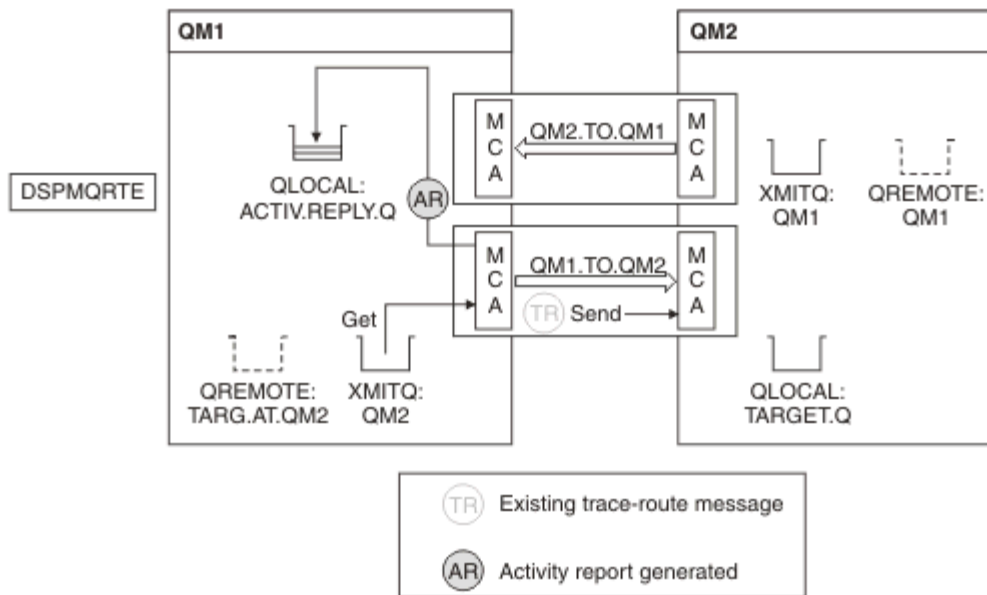 QM1
QM2
DSPMQRTE
QLOCAL:
ACTIV.REPLY.Q
AR
M
C
A
QM2.TO.QM1
M
C
A
XMITQ:
QM1
QREMOTE:
QM1
M
C
A
QM1.TO.QM2
TR Send
M
C
A
Get
QREMOTE:
TARG.AT.QM2
XMITQ:
QM2
QLOCAL:
TARGET.Q
TR Existing trace-route message
AR Activity report generated